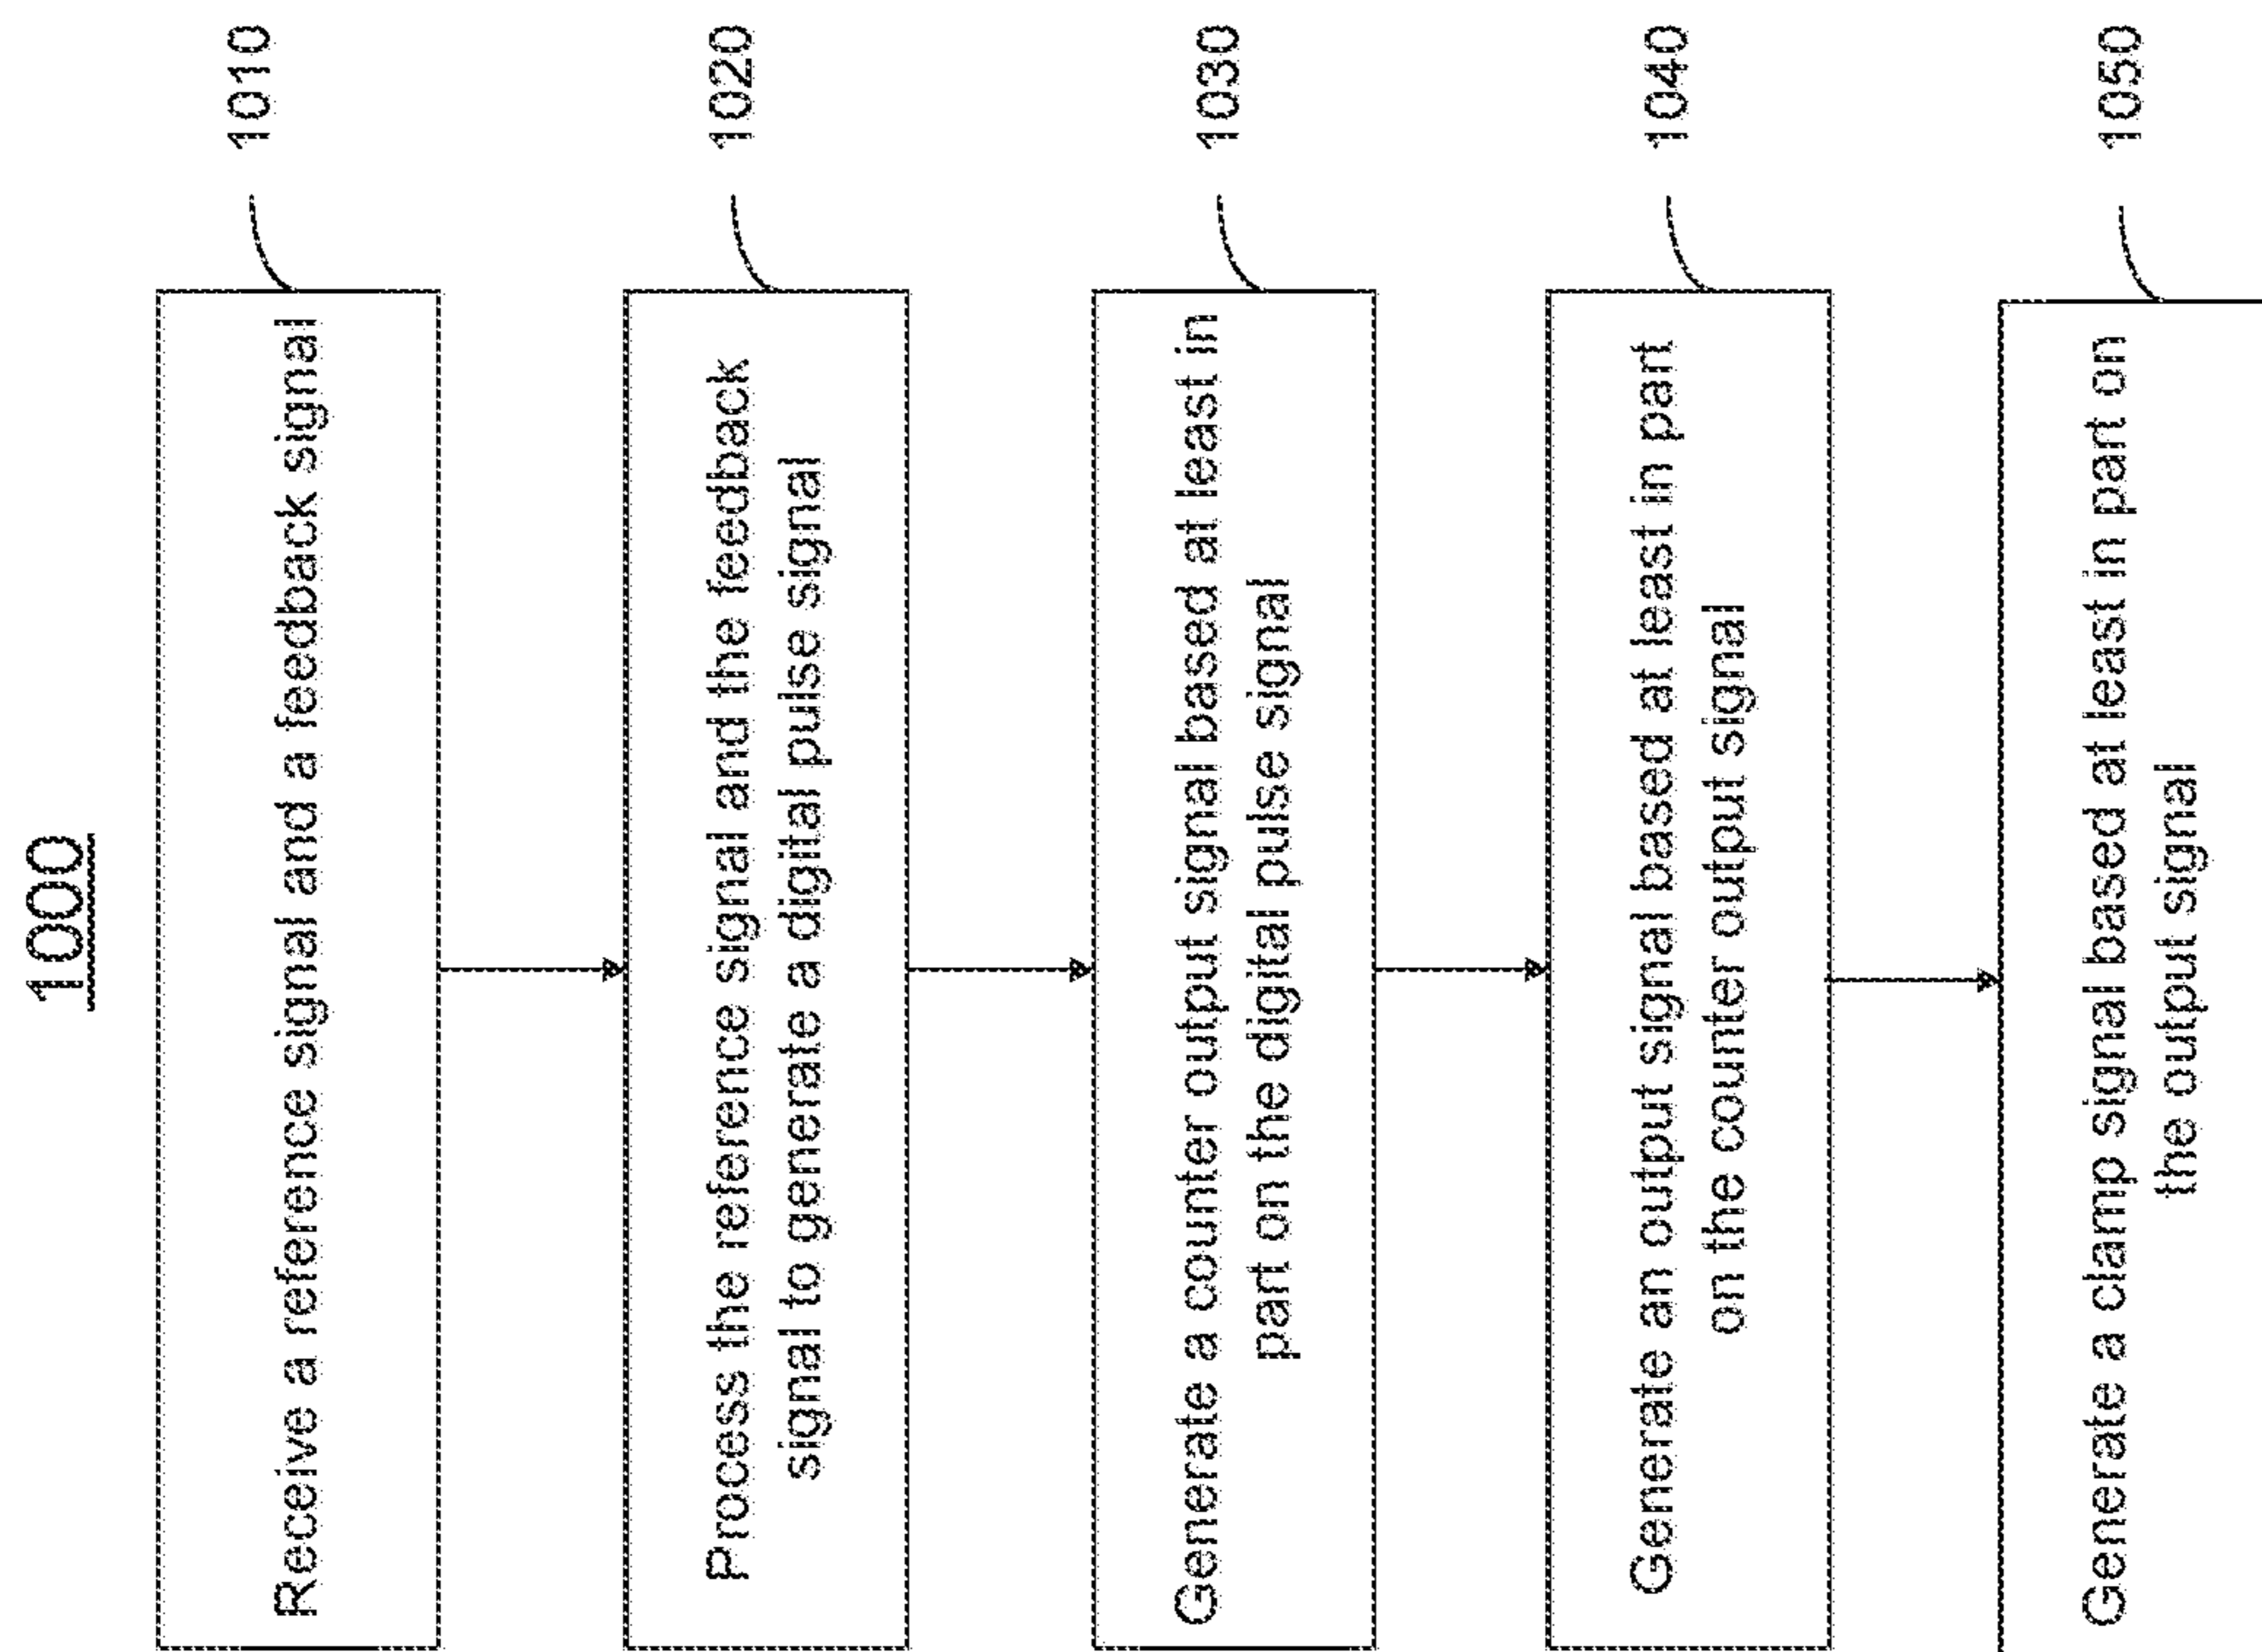 1000
Receive a reference signal and a feedback signal
1010
Process the reference signal and the feedback
signal to generate a digital pulse signal
1020
Generate a counter output signal based at least in
part on the digital pulse signal
1030
Generate an output signal based at least in part
on the counter output signal
1040
Generate a clamp signal based at least in part on
the output signal
1050